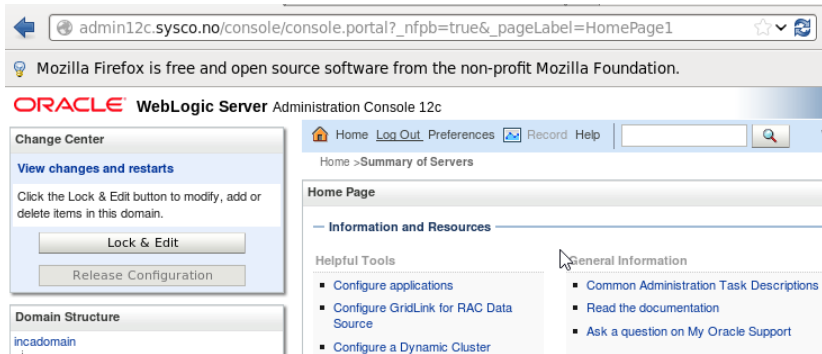 admin12c.sysco.no/console/console.portal?_nfpb=true&_pageLabel=HomePage1
Mozilla Firefox is free and open source software from the non-profit Mozilla Foundation.
ORACLE WebLogic Server Administration Console 12c
Change Center
View changes and restarts
Click the Lock & Edit button to modify, add or
delete items in this domain.
Lock & Edit
Release Configuration
Domain Structure
incadomain
Home Log Out Preferences Record Help
Home >Summary of Servers
Home Page
Information and Resources
Helpful Tools
Configure applications
Configure GridLink for RAC Data
Source
Configure a Dynamic Cluster
General Information
Common Administration Task Descriptions
Read the documentation
Ask a question on My Oracle Support